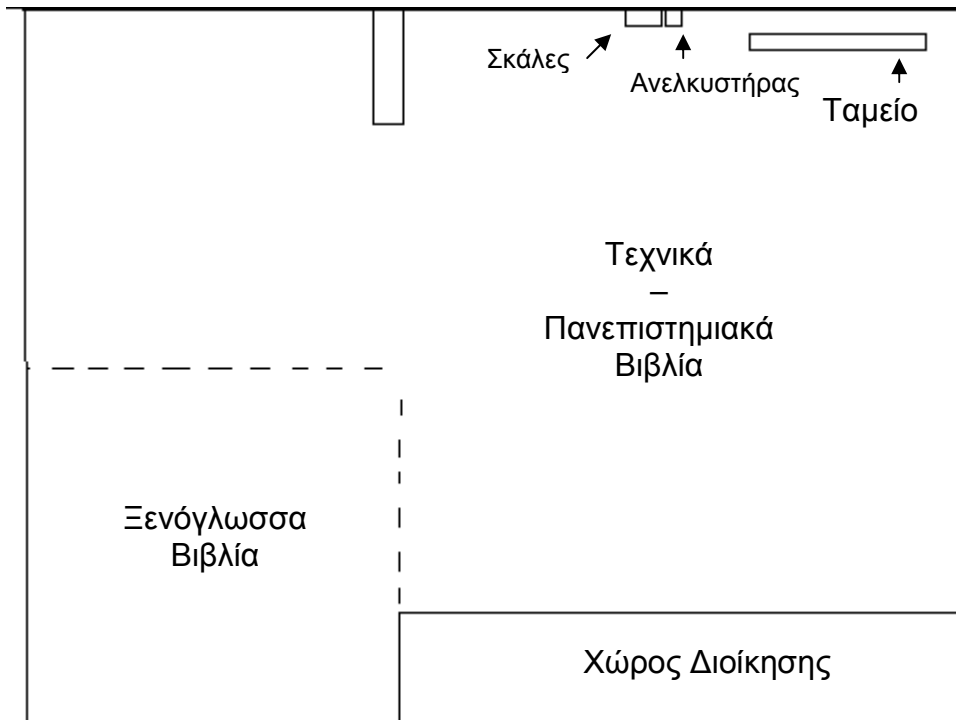 Σκάλες
Ανελκυστήρας
Ταμείο
Τεχνικά
–
Πανεπιστημιακά
Βιβλία
Ξενόγλωσσα
Βιβλία
Χώρος Διοίκησης